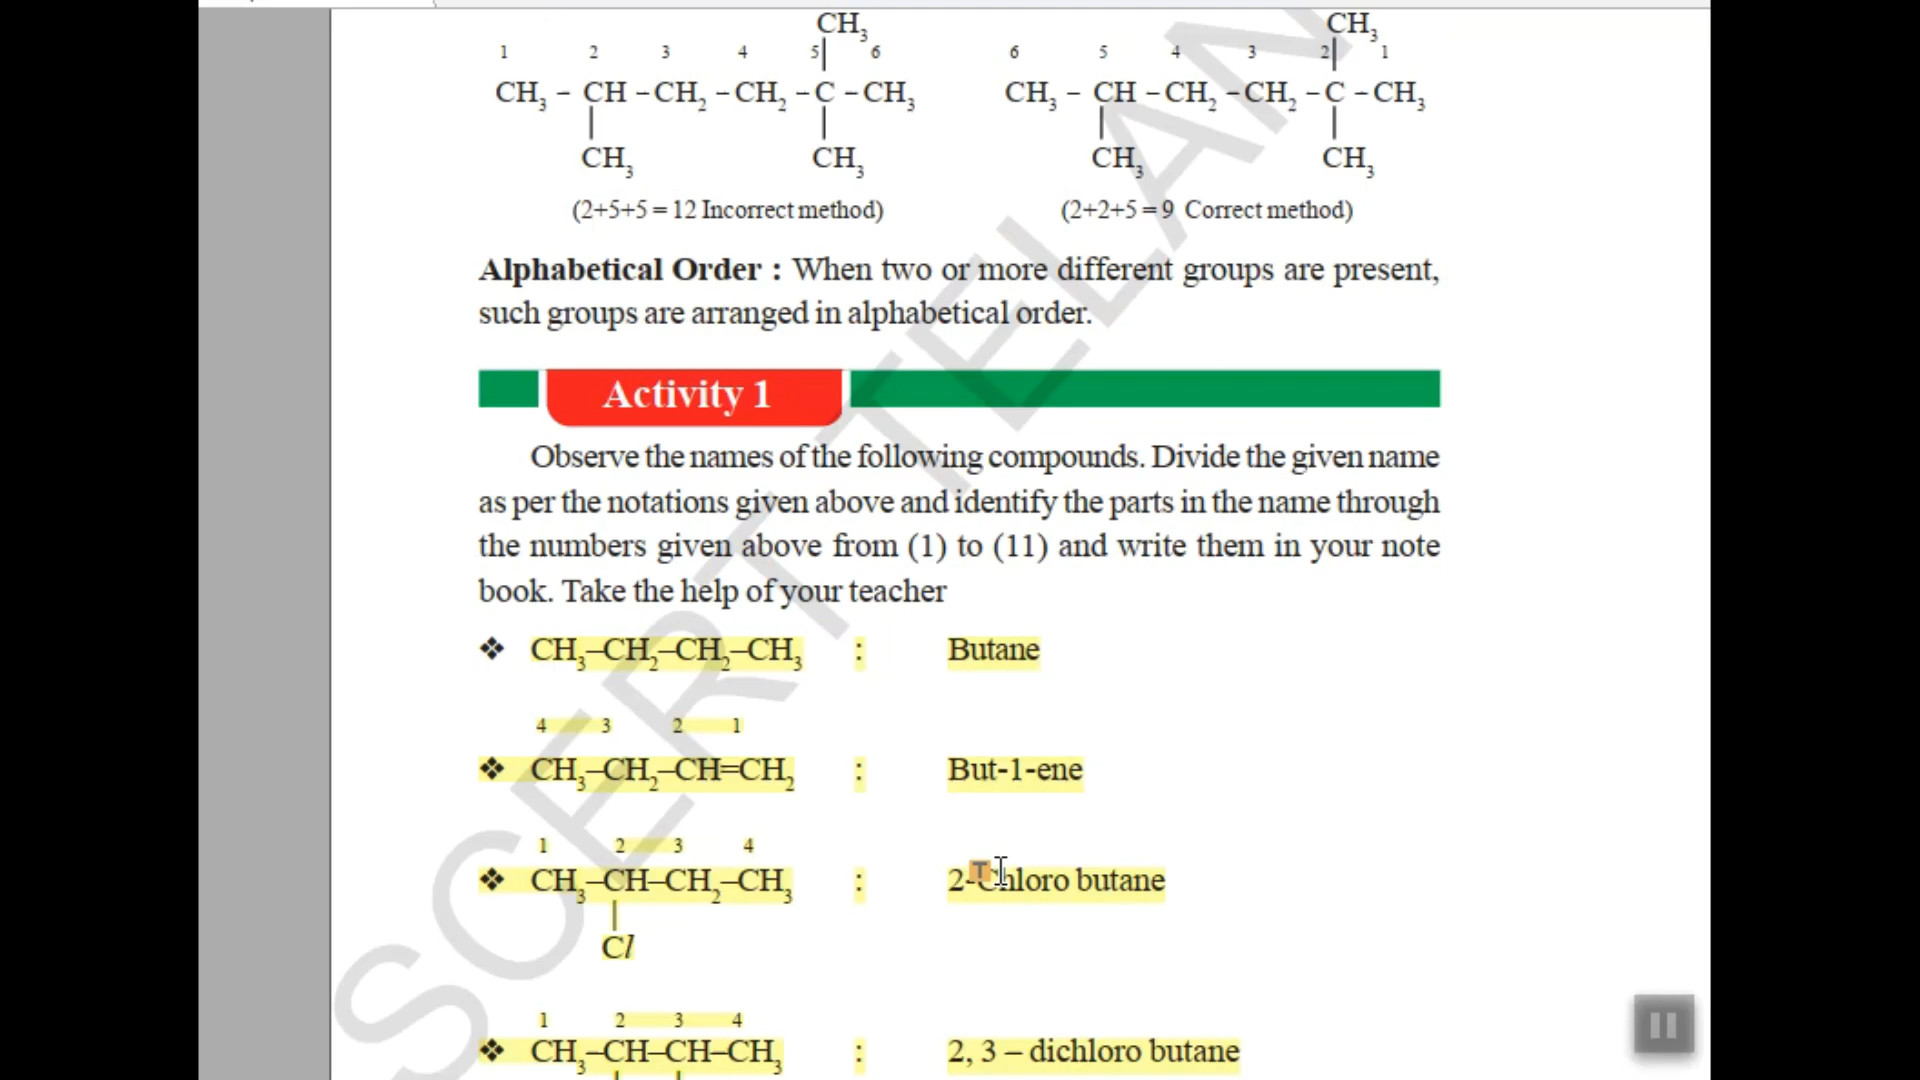 CH3 CH3
1 2 3 4 5 6 6 5 4 3 2 1
CH3 – CH –CH2 –CH2 –C –CH3 CH3 – CH –CH2 –CH2 –C –CH3
CH3 CH3 CH3 CH3
(2+5+5 = 12 Incorrect method) (2+2+5 = 9 Correct method)
Alphabetical Order : When two or more different groups are present,
such groups are arranged in alphabetical order.
Activity 1
Observe the names of the following compounds. Divide the given name
as per the notations given above and identify the parts in the name through
the numbers given above from (1) to (11) and write them in your note
book. Take the help of your teacher
❖ CH3–CH2–CH2–CH3 : Butane
4 3 2 1
❖ CH3–CH2–CH=CH2 : But-1-ene
1 2 3 4
❖ CH3–CH–CH2–CH3 : 2-Chloro butane
Cl
1 2 3 4
❖ CH3–CH–CH–CH3 : 2, 3 – dichloro butane
SCERT TELAN
T